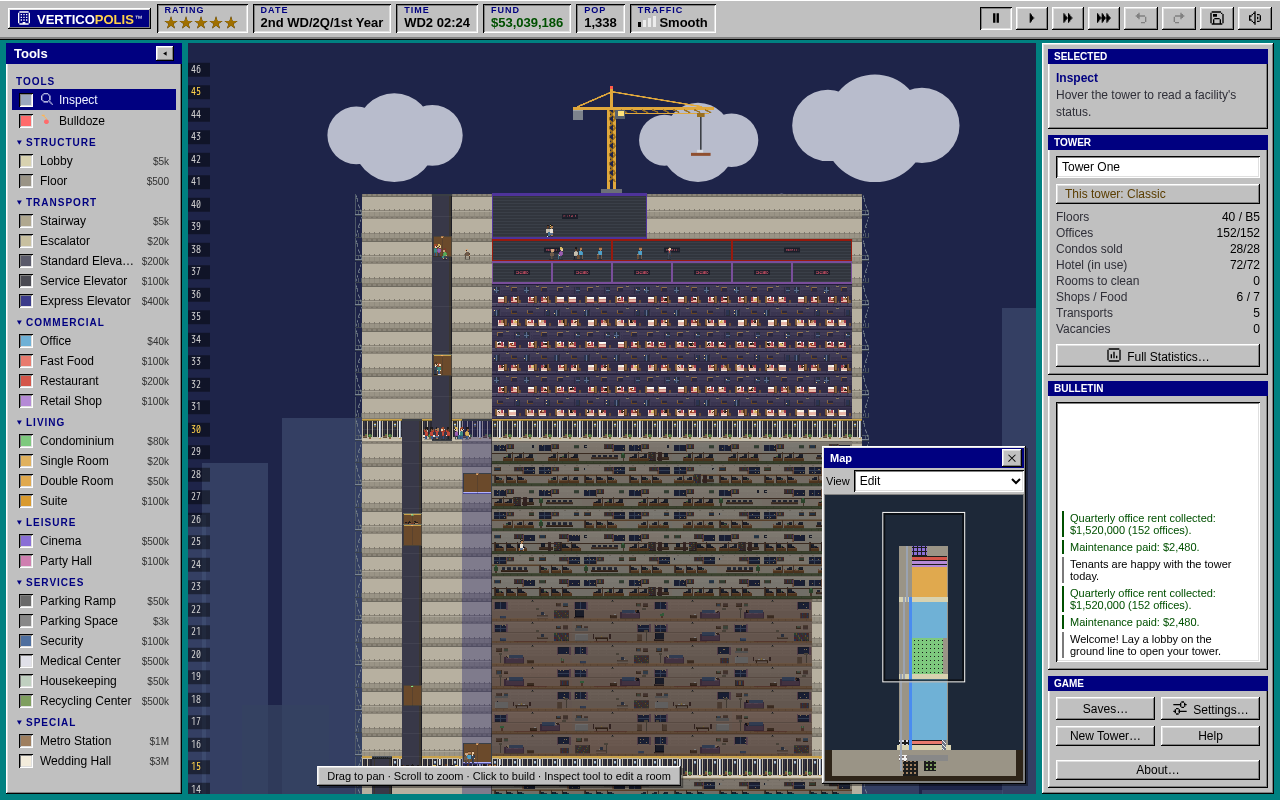 VERTICOPOLIS™
RATING
DATE
2nd WD/2Q/1st Year
TIME
WD2 02:24
FUND
$53,039,186
POP
1,338
TRAFFIC
Smooth
Tools
TOOLS
Inspect
Bulldoze
STRUCTURE
Lobby $5k
Floor $500
TRANSPORT
Stairway $5k
Escalator $20k
Standard Eleva… $200k
Service Elevator $100k
Express Elevator $400k
COMMERCIAL
Office $40k
Fast Food $100k
Restaurant $200k
Retail Shop $100k
LIVING
Condominium $80k
Single Room $20k
Double Room $50k
Suite $100k
LEISURE
Cinema $500k
Party Hall $100k
SERVICES
Parking Ramp $50k
Parking Space $3k
Security $100k
Medical Center $500k
Housekeeping $50k
Recycling Center $500k
SPECIAL
Metro Station $1M
Wedding Hall $3M
46
45
44
43
42
41
40
39
38
37
36
35
34
33
32
31
30
29
28
27
26
25
24
23
22
21
20
19
18
17
16
15
14
Drag to pan · Scroll to zoom · Click to build · Inspect tool to edit a room
Map
View Edit
SELECTED
Inspect
Hover the tower to read a facility's
status.
TOWER
Tower One
This tower: Classic
Floors 40 / B5
Offices 152/152
Condos sold 28/28
Hotel (in use) 72/72
Rooms to clean 0
Shops / Food 6 / 7
Transports 5
Vacancies 0
Full Statistics…
BULLETIN
Quarterly office rent collected:
$1,520,000 (152 offices).
Maintenance paid: $2,480.
Tenants are happy with the tower
today.
Quarterly office rent collected:
$1,520,000 (152 offices).
Maintenance paid: $2,480.
Welcome! Lay a lobby on the
ground line to open your tower.
GAME
Saves…
Settings…
New Tower…
Help
About…